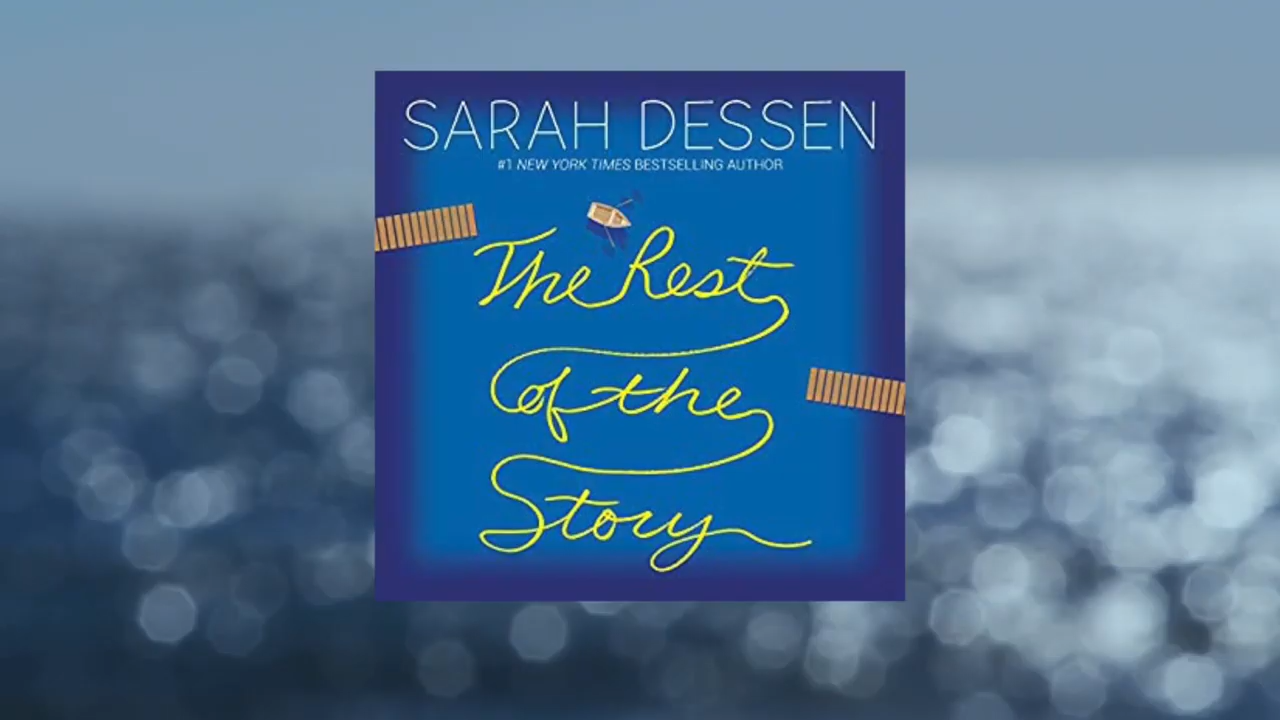 SARAH DESSEN
#1 NEW YORK TIMES BESTSELLING AUTHOR
The Rest
of the
Story